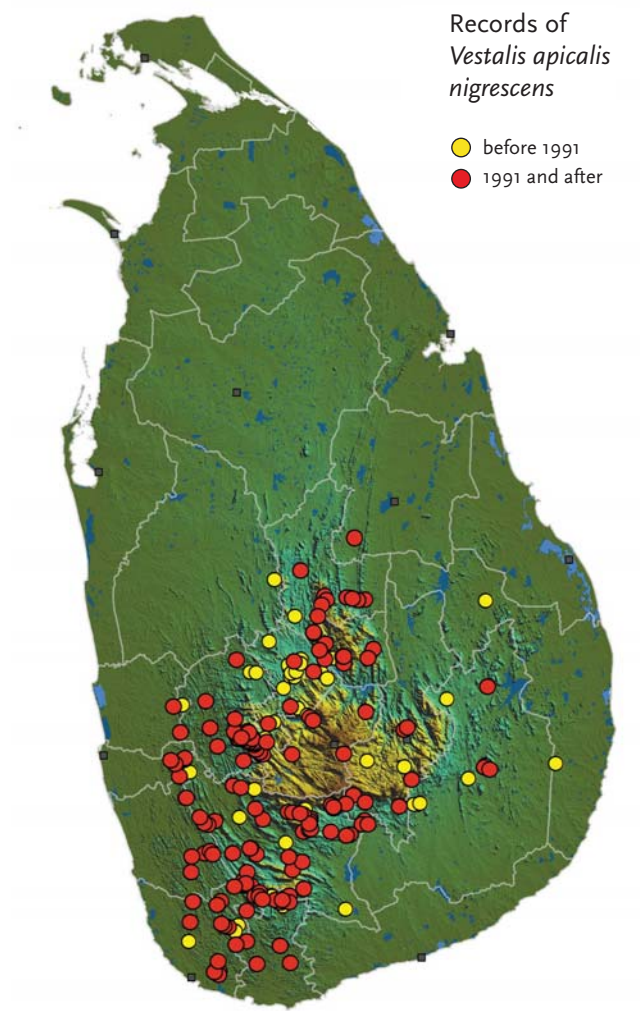 Records of
Vestalis apicalis
nigrescens
before 1991
1991 and after